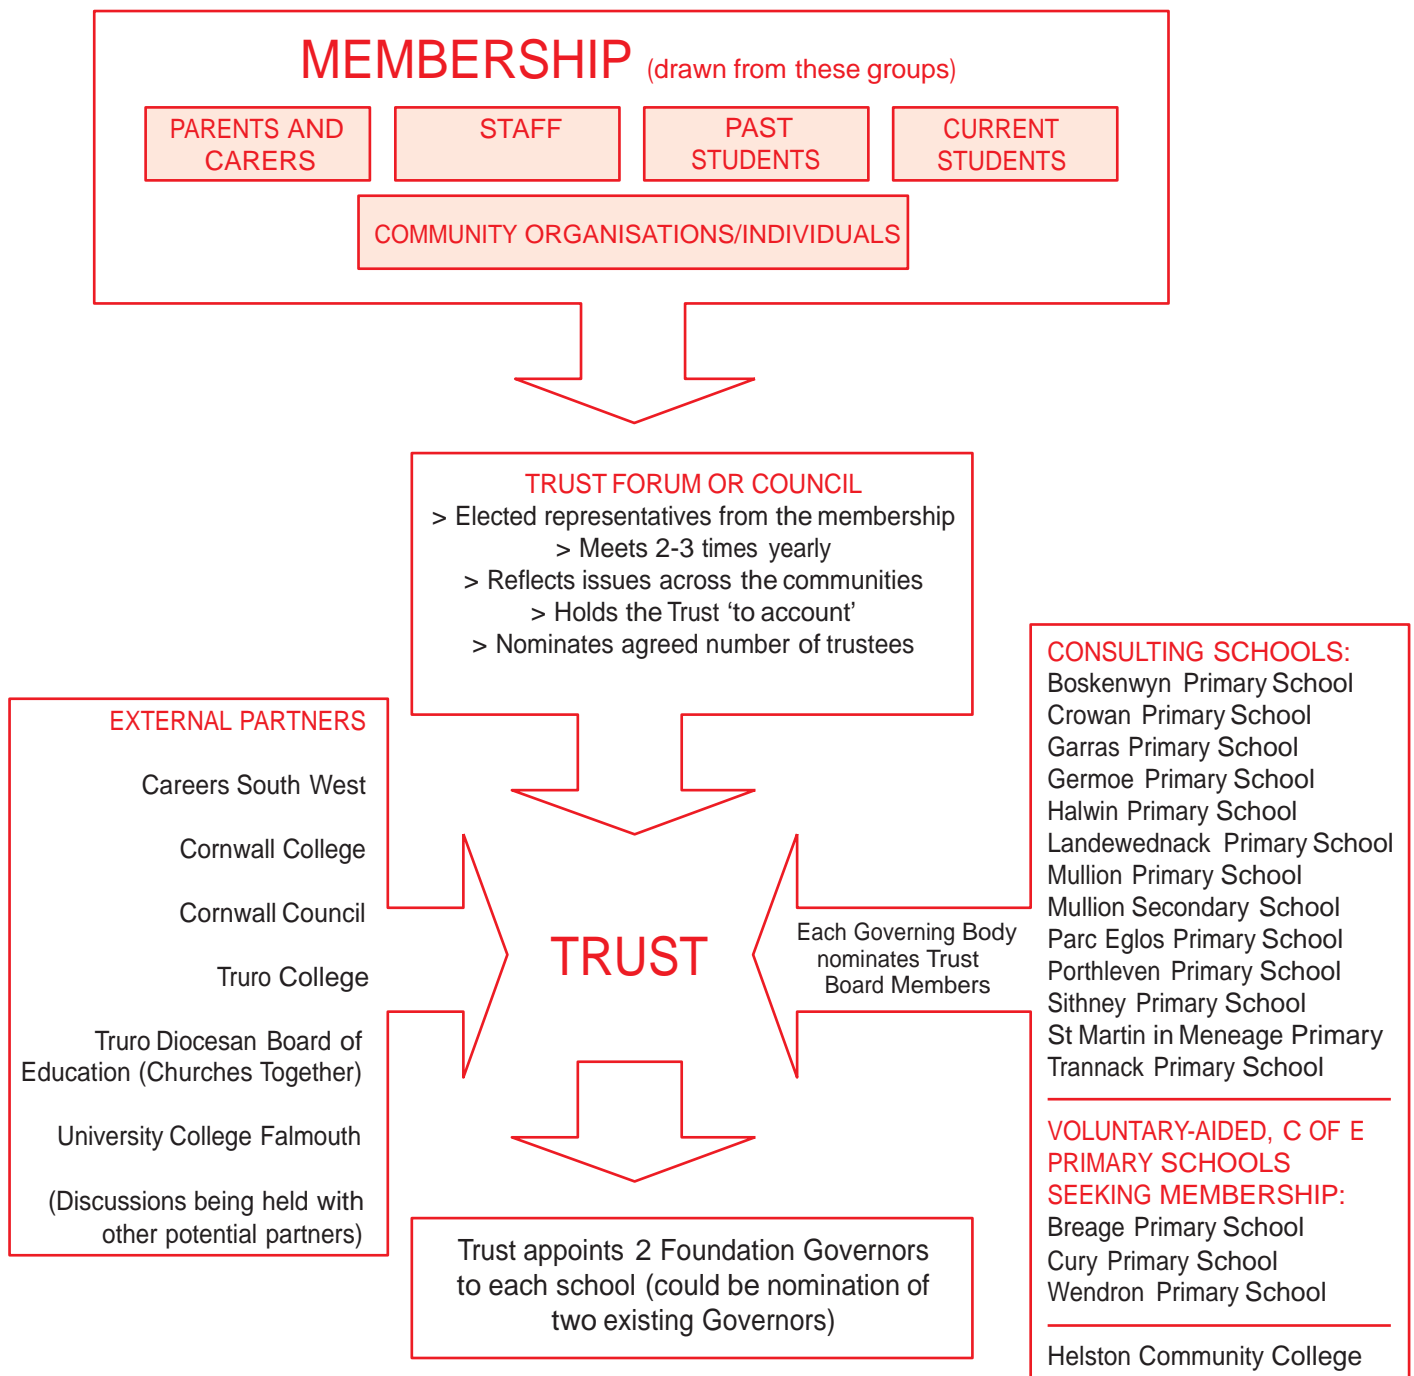 MEMBERSHIP (drawn from these groups)
PARENTS AND
CARERS
STAFF
PAST
STUDENTS
CURRENT
STUDENTS
COMMUNITY ORGANISATIONS/INDIVIDUALS
TRUST FORUM OR COUNCIL
> Elected representatives from the membership
> Meets 2-3 times yearly
> Reflects issues across the communities
> Holds the Trust ‘to account’
> Nominates agreed number of trustees
EXTERNAL PARTNERS
Careers South West
Cornwall College
Cornwall Council
Truro College
Truro Diocesan Board of
Education (Churches Together)
University College Falmouth
(Discussions being held with
other potential partners)
TRUST
Each Governing Body
nominates Trust
Board Members
CONSULTING SCHOOLS:
Boskenwyn Primary School
Crowan Primary School
Garras Primary School
Germoe Primary School
Halwin Primary School
Landewednack Primary School
Mullion Primary School
Mullion Secondary School
Parc Eglos Primary School
Porthleven Primary School
Sithney Primary School
St Martin in Meneage Primary
Trannack Primary School
VOLUNTARY-AIDED, C OF E
PRIMARY SCHOOLS
SEEKING MEMBERSHIP:
Breage Primary School
Cury Primary School
Wendron Primary School
Helston Community College
Trust appoints 2 Foundation Governors
to each school (could be nomination of
two existing Governors)